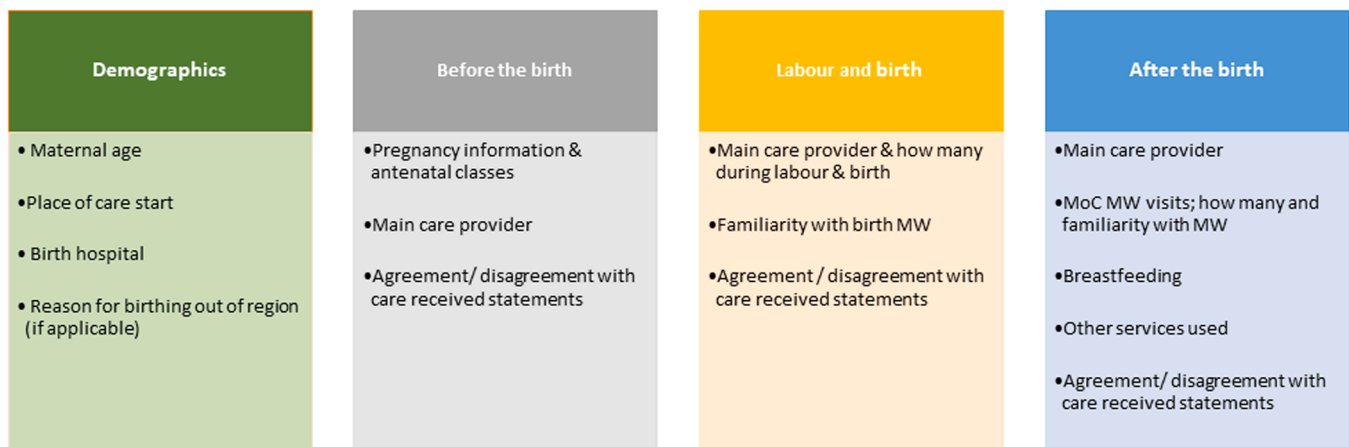 Demographics
• Maternal age
•Place of care start
• Birth hospital
• Reason for birthing out of region
(if applicable)
Before the birth
•Pregnancy information &
antenatal classes
•Main care provider
•Agreement/ disagreement with
care received statements
Labour and birth
•Main care provider & how many
during labour & birth
•Familiarity with birth MW
•Agreement / disagreement with
care received statements
After the birth
•Main care provider
•MoC MW visits; how many and
familiarity with MW
•Breastfeeding
•Other services used
•Agreement/ disagreement with
care received statements